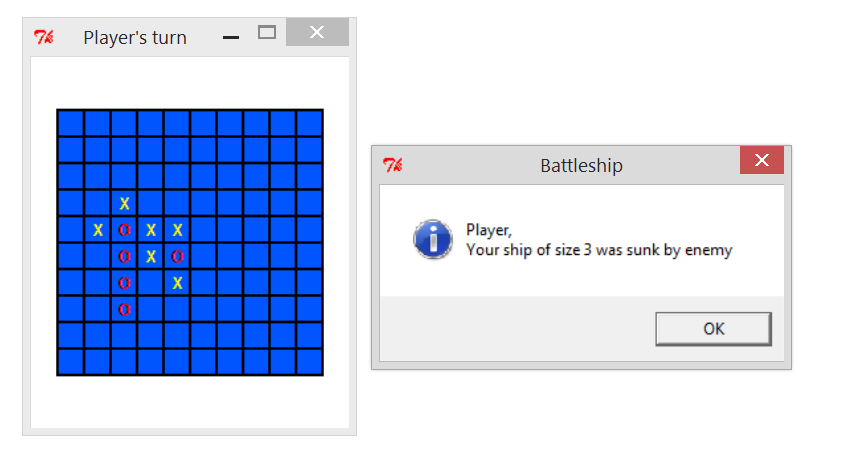 Player's turn
X
X O X X
O X O
O X
O
Battleship
Player,
Your ship of size 3 was sunk by enemy
OK